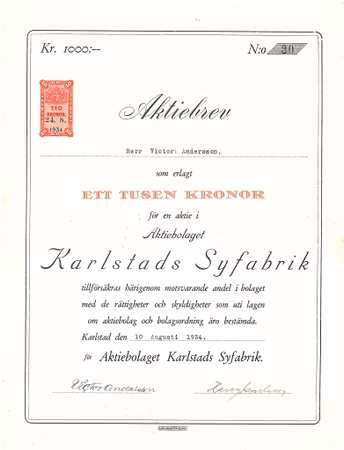 Kr. 1000:—
N:o 30
TIO
KRONOR
24. 8.
1934
Aktiebrev
Herr Victor Andersson,
som erlagt
ETT TUSEN KRONOR
för en aktie i
Aktiebolaget
Karlstads Syfabrik
tillförsäkras härigenom motsvarande andel i bolaget
med de rättigheter och skyldigheter som uti lagen
om aktiebolag och bolagsordning äro bestämda.
Karlstad den 10 Augusti 1934.
för Aktiebolaget Karlstads Syfabrik.
Victor Andersson
Harry Carlson